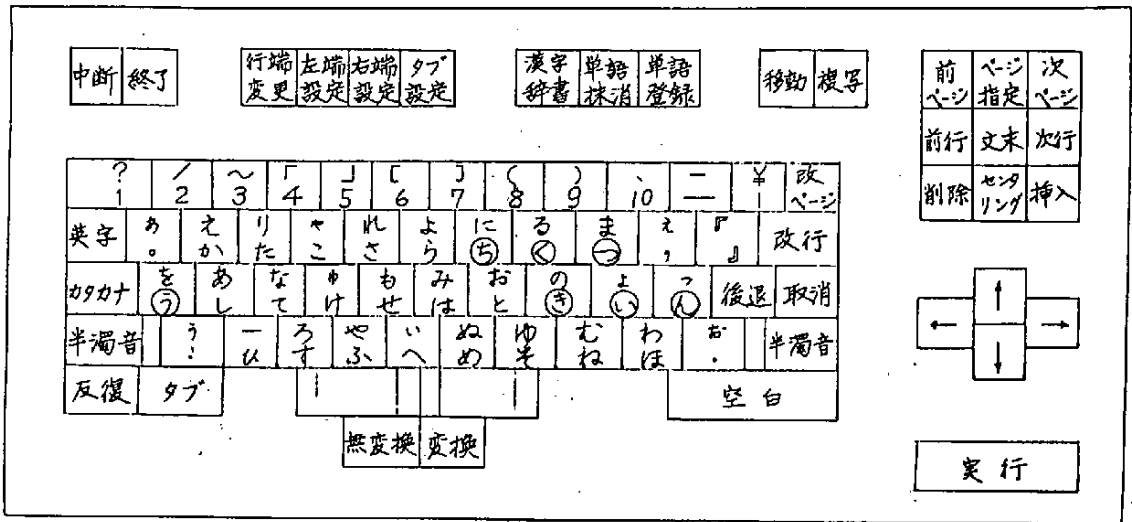 中断 終了 行端変更 左端設定 右端設定 タブ設定 漢字辞書 単語抹消 単語登録 移動 複写 前ページ ページ指定 次ページ
前行 文末 次行
削除 センタリング 挿入
? / ~ 「 」 [ ] ( ) 、 — ¥ 改ページ
1 2 3 4 5 6 7 8 9 10 —
英字 ぁ え り ゃ れ よ に る ま ぇ 『 改行
。 か た こ さ ら ち く つ , 』
カタカナ を あ な ゅ も み お の ょ っ 後退 取消
う し て け せ は と き い ん
半濁音 ぅ ー ろ や ぃ ぬ ゆ む わ ぉ 半濁音
: ひ す ふ へ め そ ね ほ ・
反復 タブ 空白
無変換 変換
← ↑ ↓ →
実行